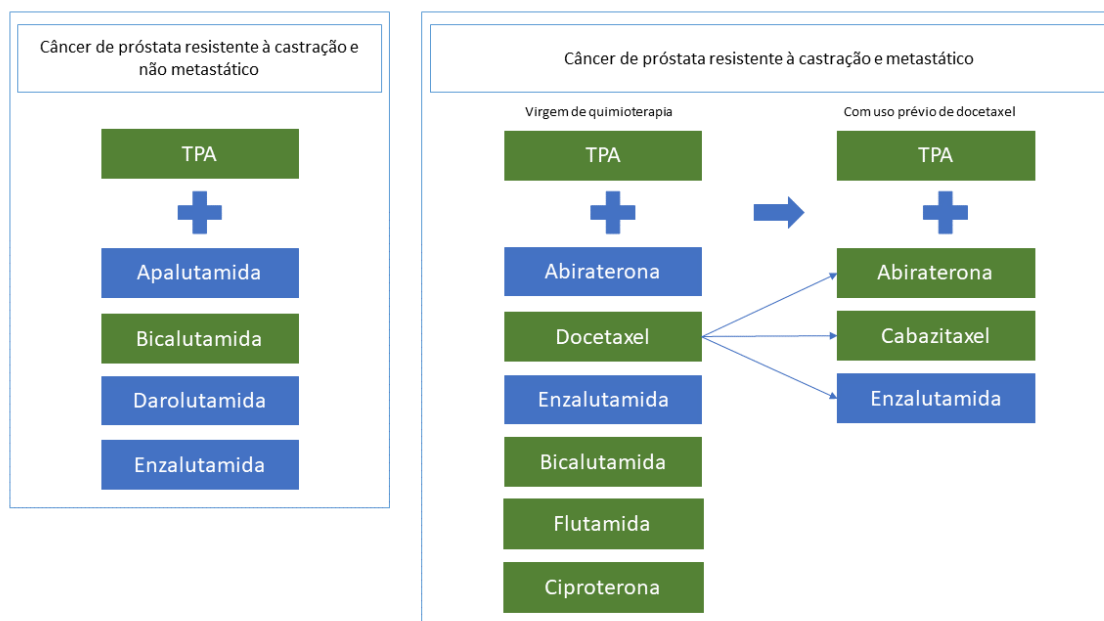 Câncer de próstata resistente à castração e
não metastático
TPA
Apalutamida
Bicalutamida
Darolutamida
Enzalutamida
Câncer de próstata resistente à castração e metastático
Virgem de quimioterapia
TPA
Abiraterona
Docetaxel
Enzalutamida
Bicalutamida
Flutamida
Ciproterona
Com uso prévio de docetaxel
TPA
Abiraterona
Cabazitaxel
Enzalutamida